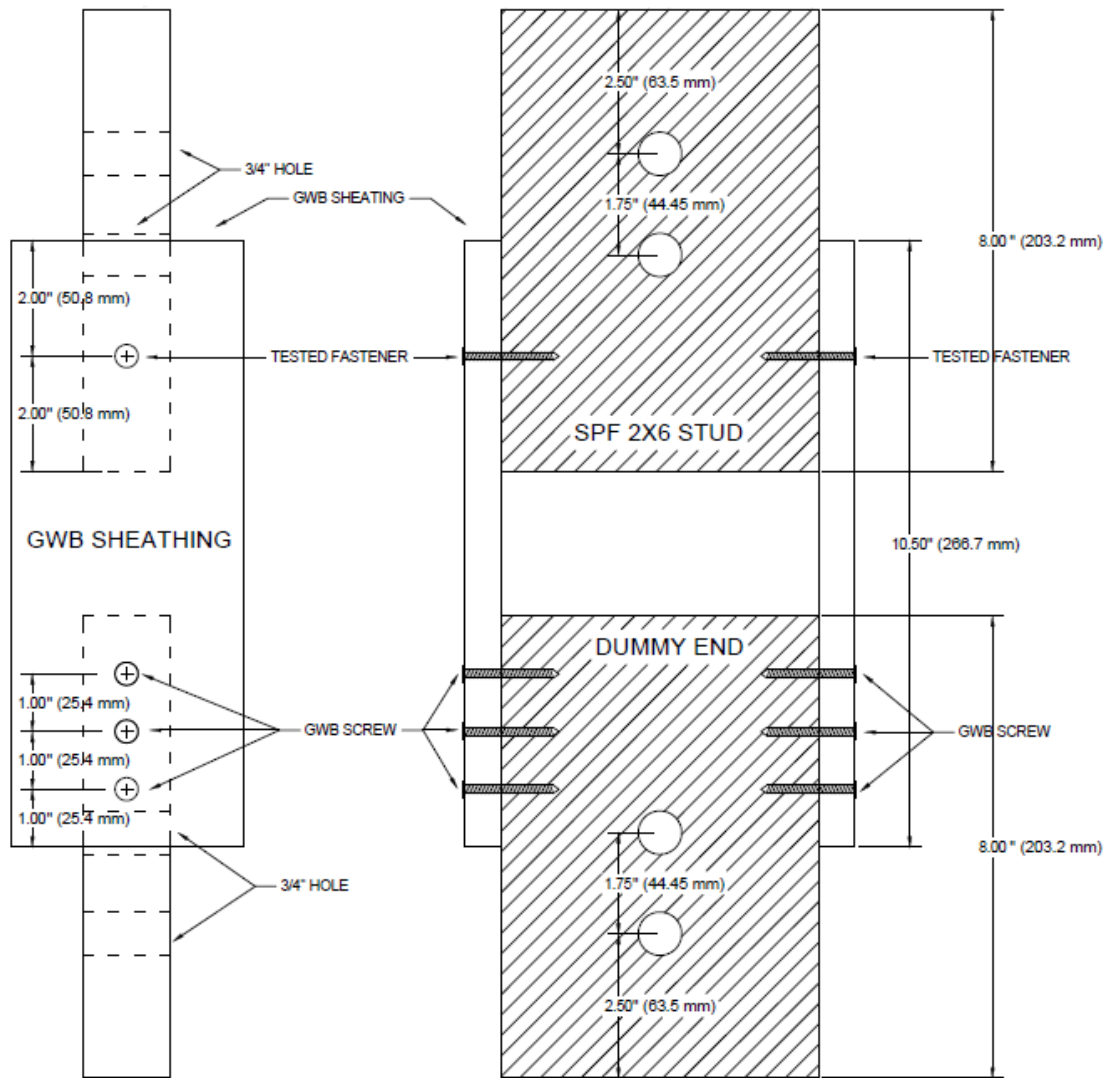 2.50" (63.5 mm)
3/4" HOLE
GWB SHEATING
1.75" (44.45 mm)
8.00" (203.2 mm)
2.00" (50.8 mm)
TESTED FASTENER
TESTED FASTENER
2.00" (50.8 mm)
SPF 2X6 STUD
GWB SHEATHING
10.50" (266.7 mm)
DUMMY END
1.00" (25.4 mm)
GWB SCREW
GWB SCREW
1.00" (25.4 mm)
1.00" (25.4 mm)
8.00" (203.2 mm)
3/4" HOLE
1.75" (44.45 mm)
2.50" (63.5 mm)